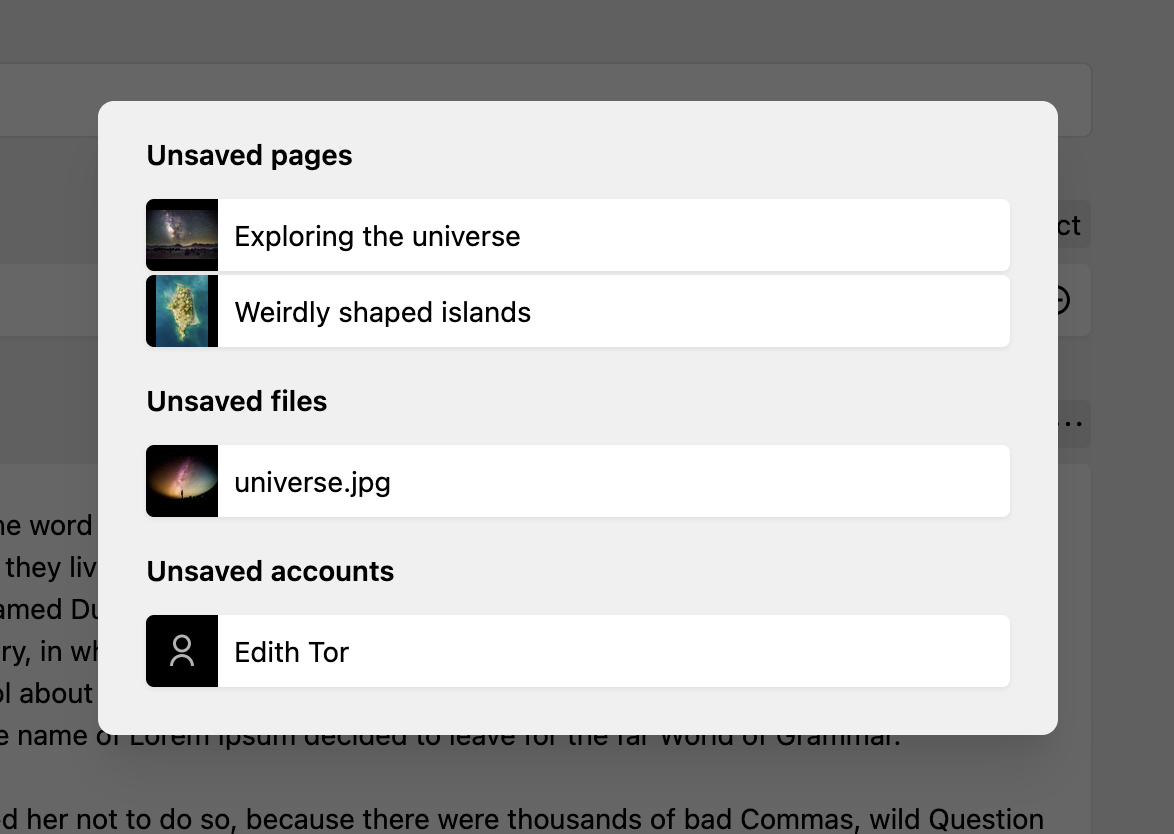 Unsaved pages
Exploring the universe
ct
Weirdly shaped islands
Unsaved files
universe.jpg
he word
they liv
amed Du
Unsaved accounts
ry, in wh
Edith Tor
ol about
e name of Lorem Ipsum decided to leave for the far World of Grammar.
ed her not to do so, because there were thousands of bad Commas, wild Question